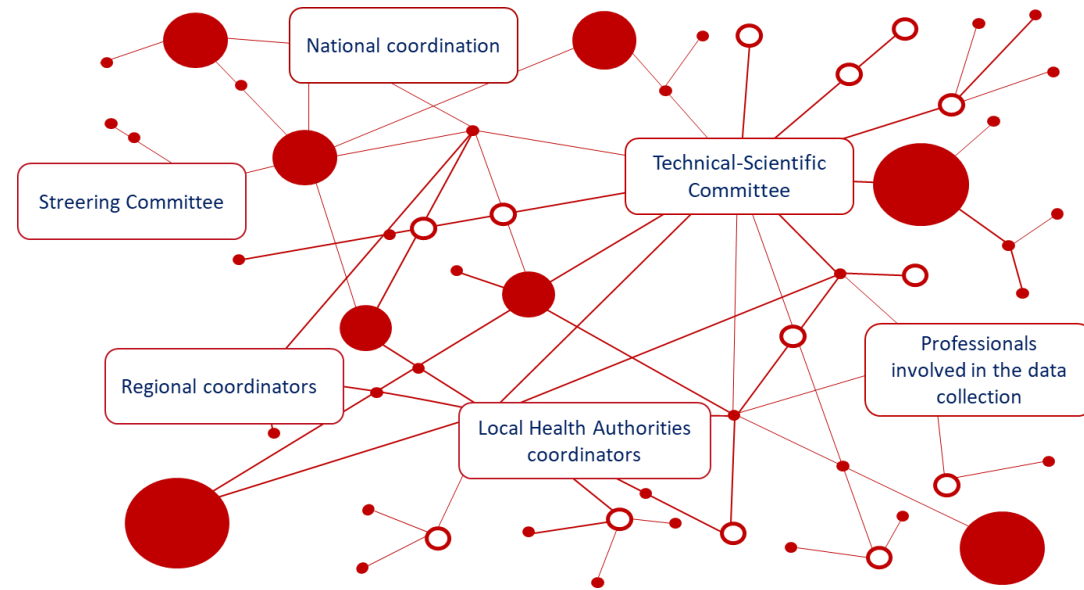 National coordination
Technical-Scientific
Committee
Streering Committee
Professionals
involved in the data
collection
Regional coordinators
Local Health Authorities
coordinators